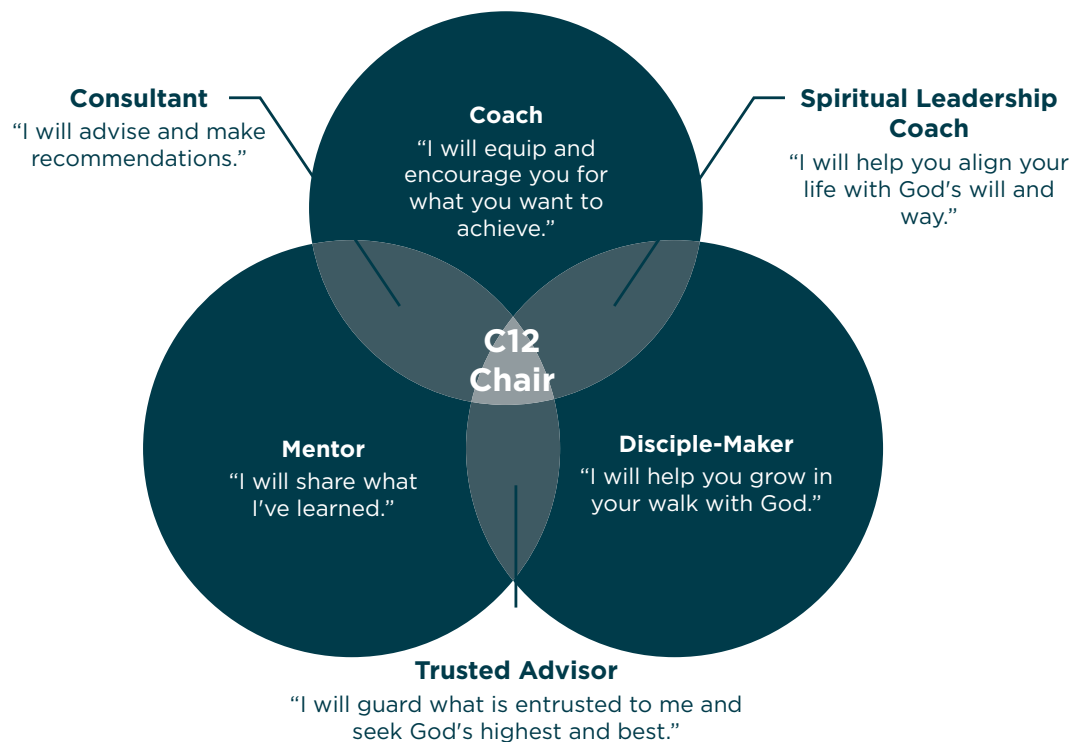 Consultant
“I will advise and make
recommendations.”
Coach
“I will equip and
encourage you for
what you want to
achieve.”
Spiritual Leadership
Coach
“I will help you align your
life with God's will and
way.”
C12
Chair
Mentor
“I will share what
I've learned.”
Disciple-Maker
“I will help you grow in
your walk with God.”
Trusted Advisor
“I will guard what is entrusted to me and
seek God's highest and best.”